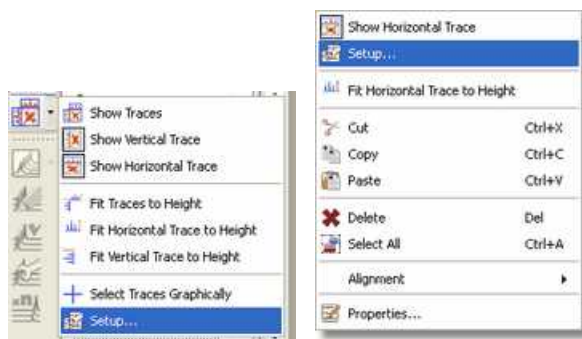 Show Traces
Show Vertical Trace
Show Horizontal Trace
Fit Traces to Height
Fit Horizontal Trace to Height
Fit Vertical Trace to Height
Select Traces Graphically
Setup...
Show Horizontal Trace
Setup...
Fit Horizontal Trace to Height
Cut Ctrl+X
Copy Ctrl+C
Paste Ctrl+V
Delete Del
Select All Ctrl+A
Alignment
Properties...